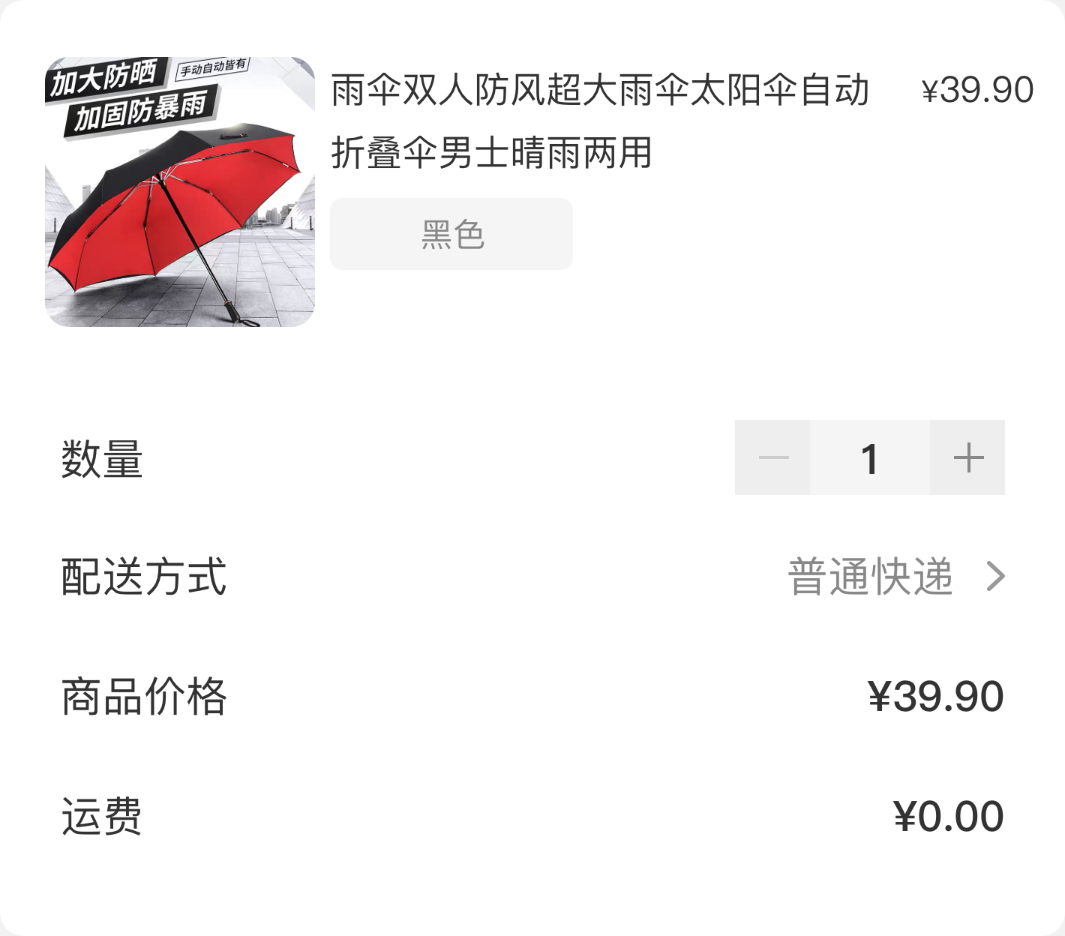 加大防晒
手动自动皆有
加固防暴雨
雨伞双人防风超大雨伞太阳伞自动
¥39.90
折叠伞男士晴雨两用
黑色
数量
1
配送方式
普通快递
商品价格
¥39.90
运费
¥0.00